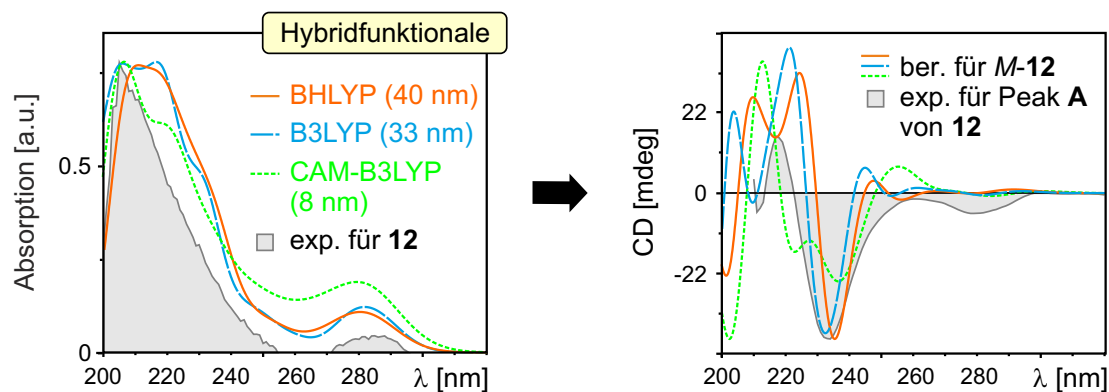 Hybridfunktionale
Absorption [a.u.]
0.5
0
BHLYP (40 nm)
B3LYP (33 nm)
CAM-B3LYP
(8 nm)
exp. für 12
200 220 240 260 280 λ [nm]
CD [mdeg]
22
0
-22
ber. für M-12
exp. für Peak A
von 12
200 220 240 260 280 λ [nm]